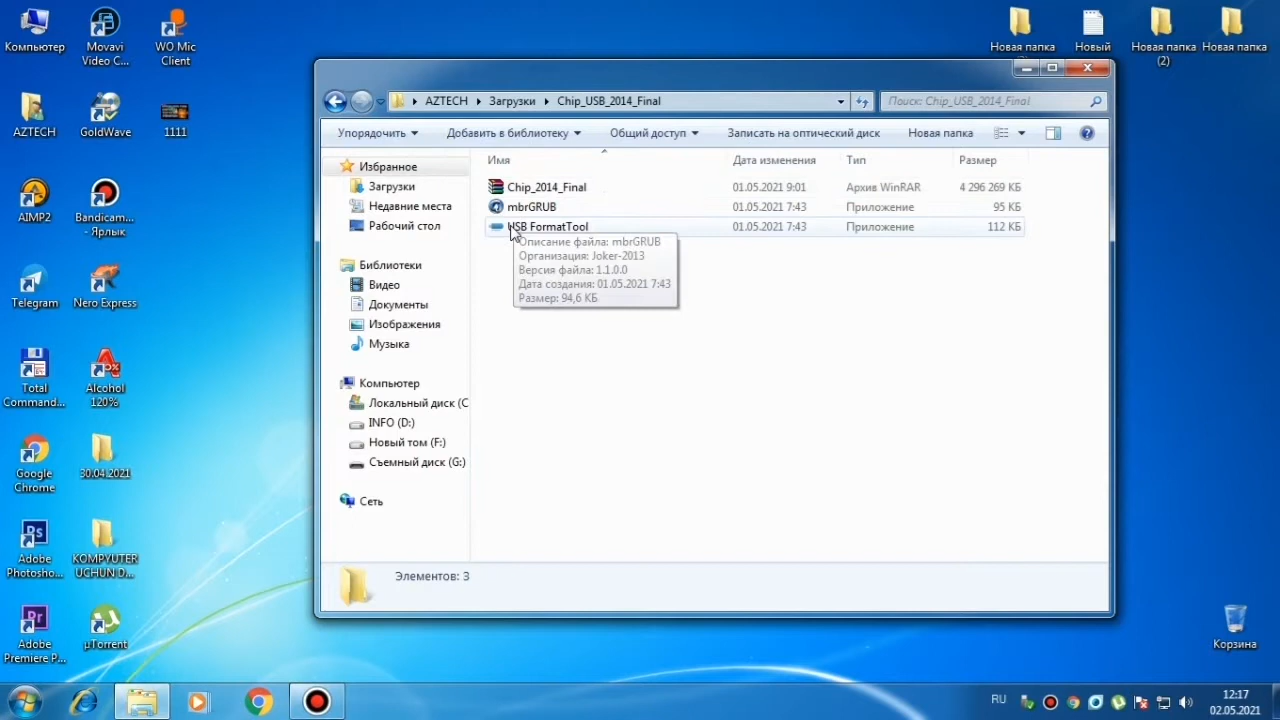 Компьютер
Movavi
Video C...
WO Mic
Client
AZTECH
GoldWave
1111
AIMP2
Bandicam...
- Ярлык
Telegram
Nero Express
Total
Command...
Alcohol
120%
Google
Chrome
30.04.2021
Adobe
Photosho...
KOMPYUTER
UCHUN D...
Adobe
Premiere P...
µTorrent
Новая папка
Новый
Новая папка
(2)
Новая папка
AZTECH
Загрузки
Chip_USB_2014_Final
Поиск: Chip_USB_2014_Final
Упорядочить
Добавить в библиотеку
Общий доступ
Записать на оптический диск
Новая папка
Избранное
Загрузки
Недавние места
Рабочий стол
Библиотеки
Видео
Документы
Изображения
Музыка
Компьютер
Локальный диск (C
INFO (D:)
Новый том (F:)
Съемный диск (G:)
Сеть
Имя Дата изменения Тип Размер
Chip_2014_Final 01.05.2021 9:01 Архив WinRAR 4 296 269 КБ
mbrGRUB 01.05.2021 7:43 Приложение 95 КБ
USB FormatTool 01.05.2021 7:43 Приложение 112 КБ
Описание файла: mbrGRUB
Организация: Joker-2013
Версия файла: 1.1.0.0
Дата создания: 01.05.2021 7:43
Размер: 94,6 КБ
Элементов: 3
Корзина
RU
12:17
02.05.2021